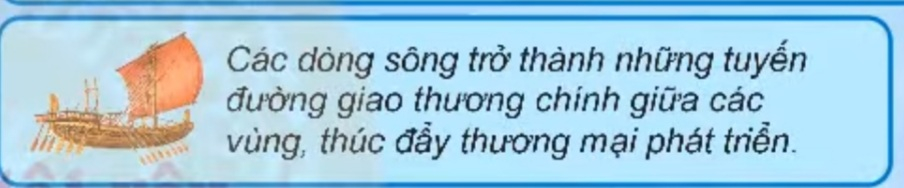 Các dòng sông trở thành những tuyến
đường giao thương chính giữa các
vùng, thúc đẩy thương mại phát triển.